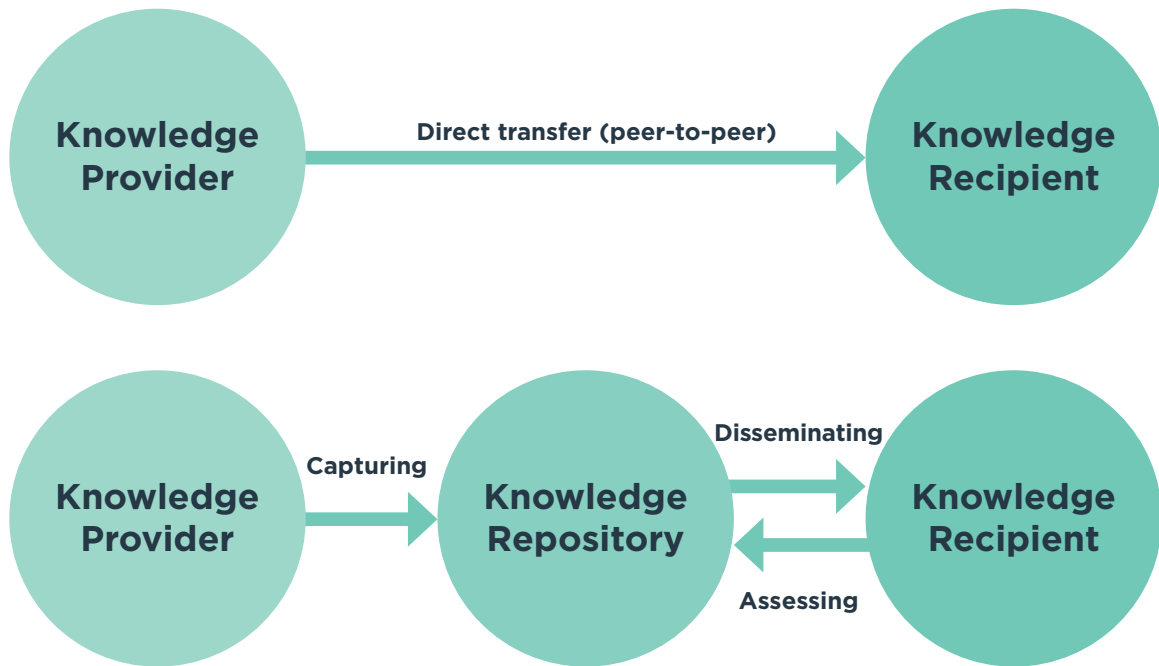 Knowledge
Provider
Direct transfer (peer-to-peer)
Knowledge
Recipient
Knowledge
Provider
Capturing
Knowledge
Repository
Disseminating
Assessing
Knowledge
Recipient